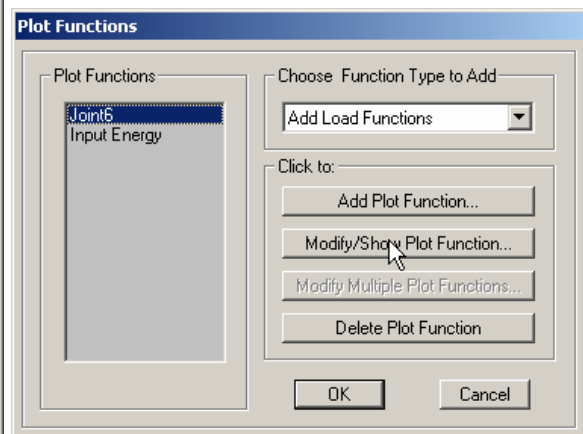 Plot Functions
Plot Functions
Joint6
Input Energy
Choose Function Type to Add
Add Load Functions
Click to:
Add Plot Function...
Modify/Show Plot Function...
Modify Multiple Plot Functions...
Delete Plot Function
OK
Cancel